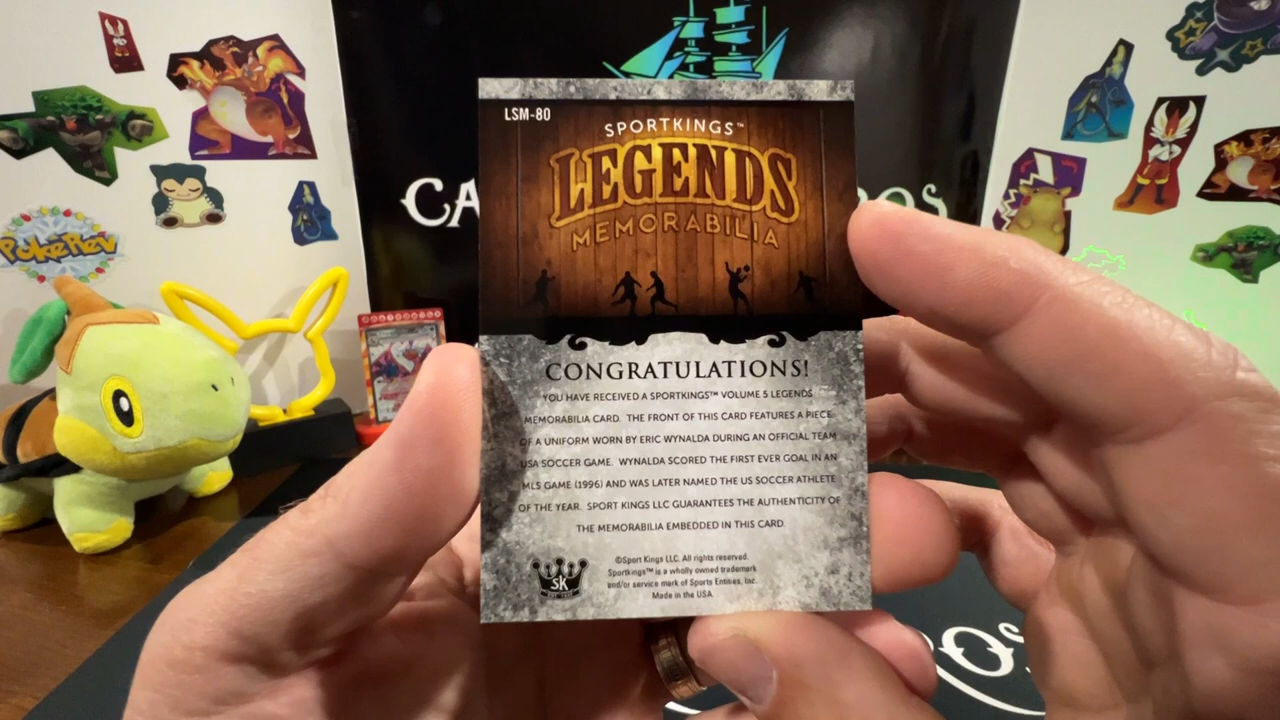 LSM-80
SPORTKINGS™
LEGENDS
MEMORABILIA
CONGRATULATIONS!
YOU HAVE RECEIVED A SPORTKINGS™ VOLUME 5 LEGENDS
MEMORABILIA CARD. THE FRONT OF THIS CARD FEATURES A PIECE
OF A UNIFORM WORN BY ERIC WYNALDA DURING AN OFFICIAL TEAM
USA SOCCER GAME. WYNALDA SCORED THE FIRST EVER GOAL IN AN
MLS GAME (1996) AND WAS LATER NAMED THE US SOCCER ATHLETE
OF THE YEAR. SPORT KINGS LLC GUARANTEES THE AUTHENTICITY OF
THE MEMORABILIA EMBEDDED IN THIS CARD.
©Sport Kings LLC. All rights reserved.
Sportkings™ is a wholly owned trademark
and/or service mark of Sports Entities, Inc.
Made in the USA
SK
PokéRev
CA
ROS
ROS